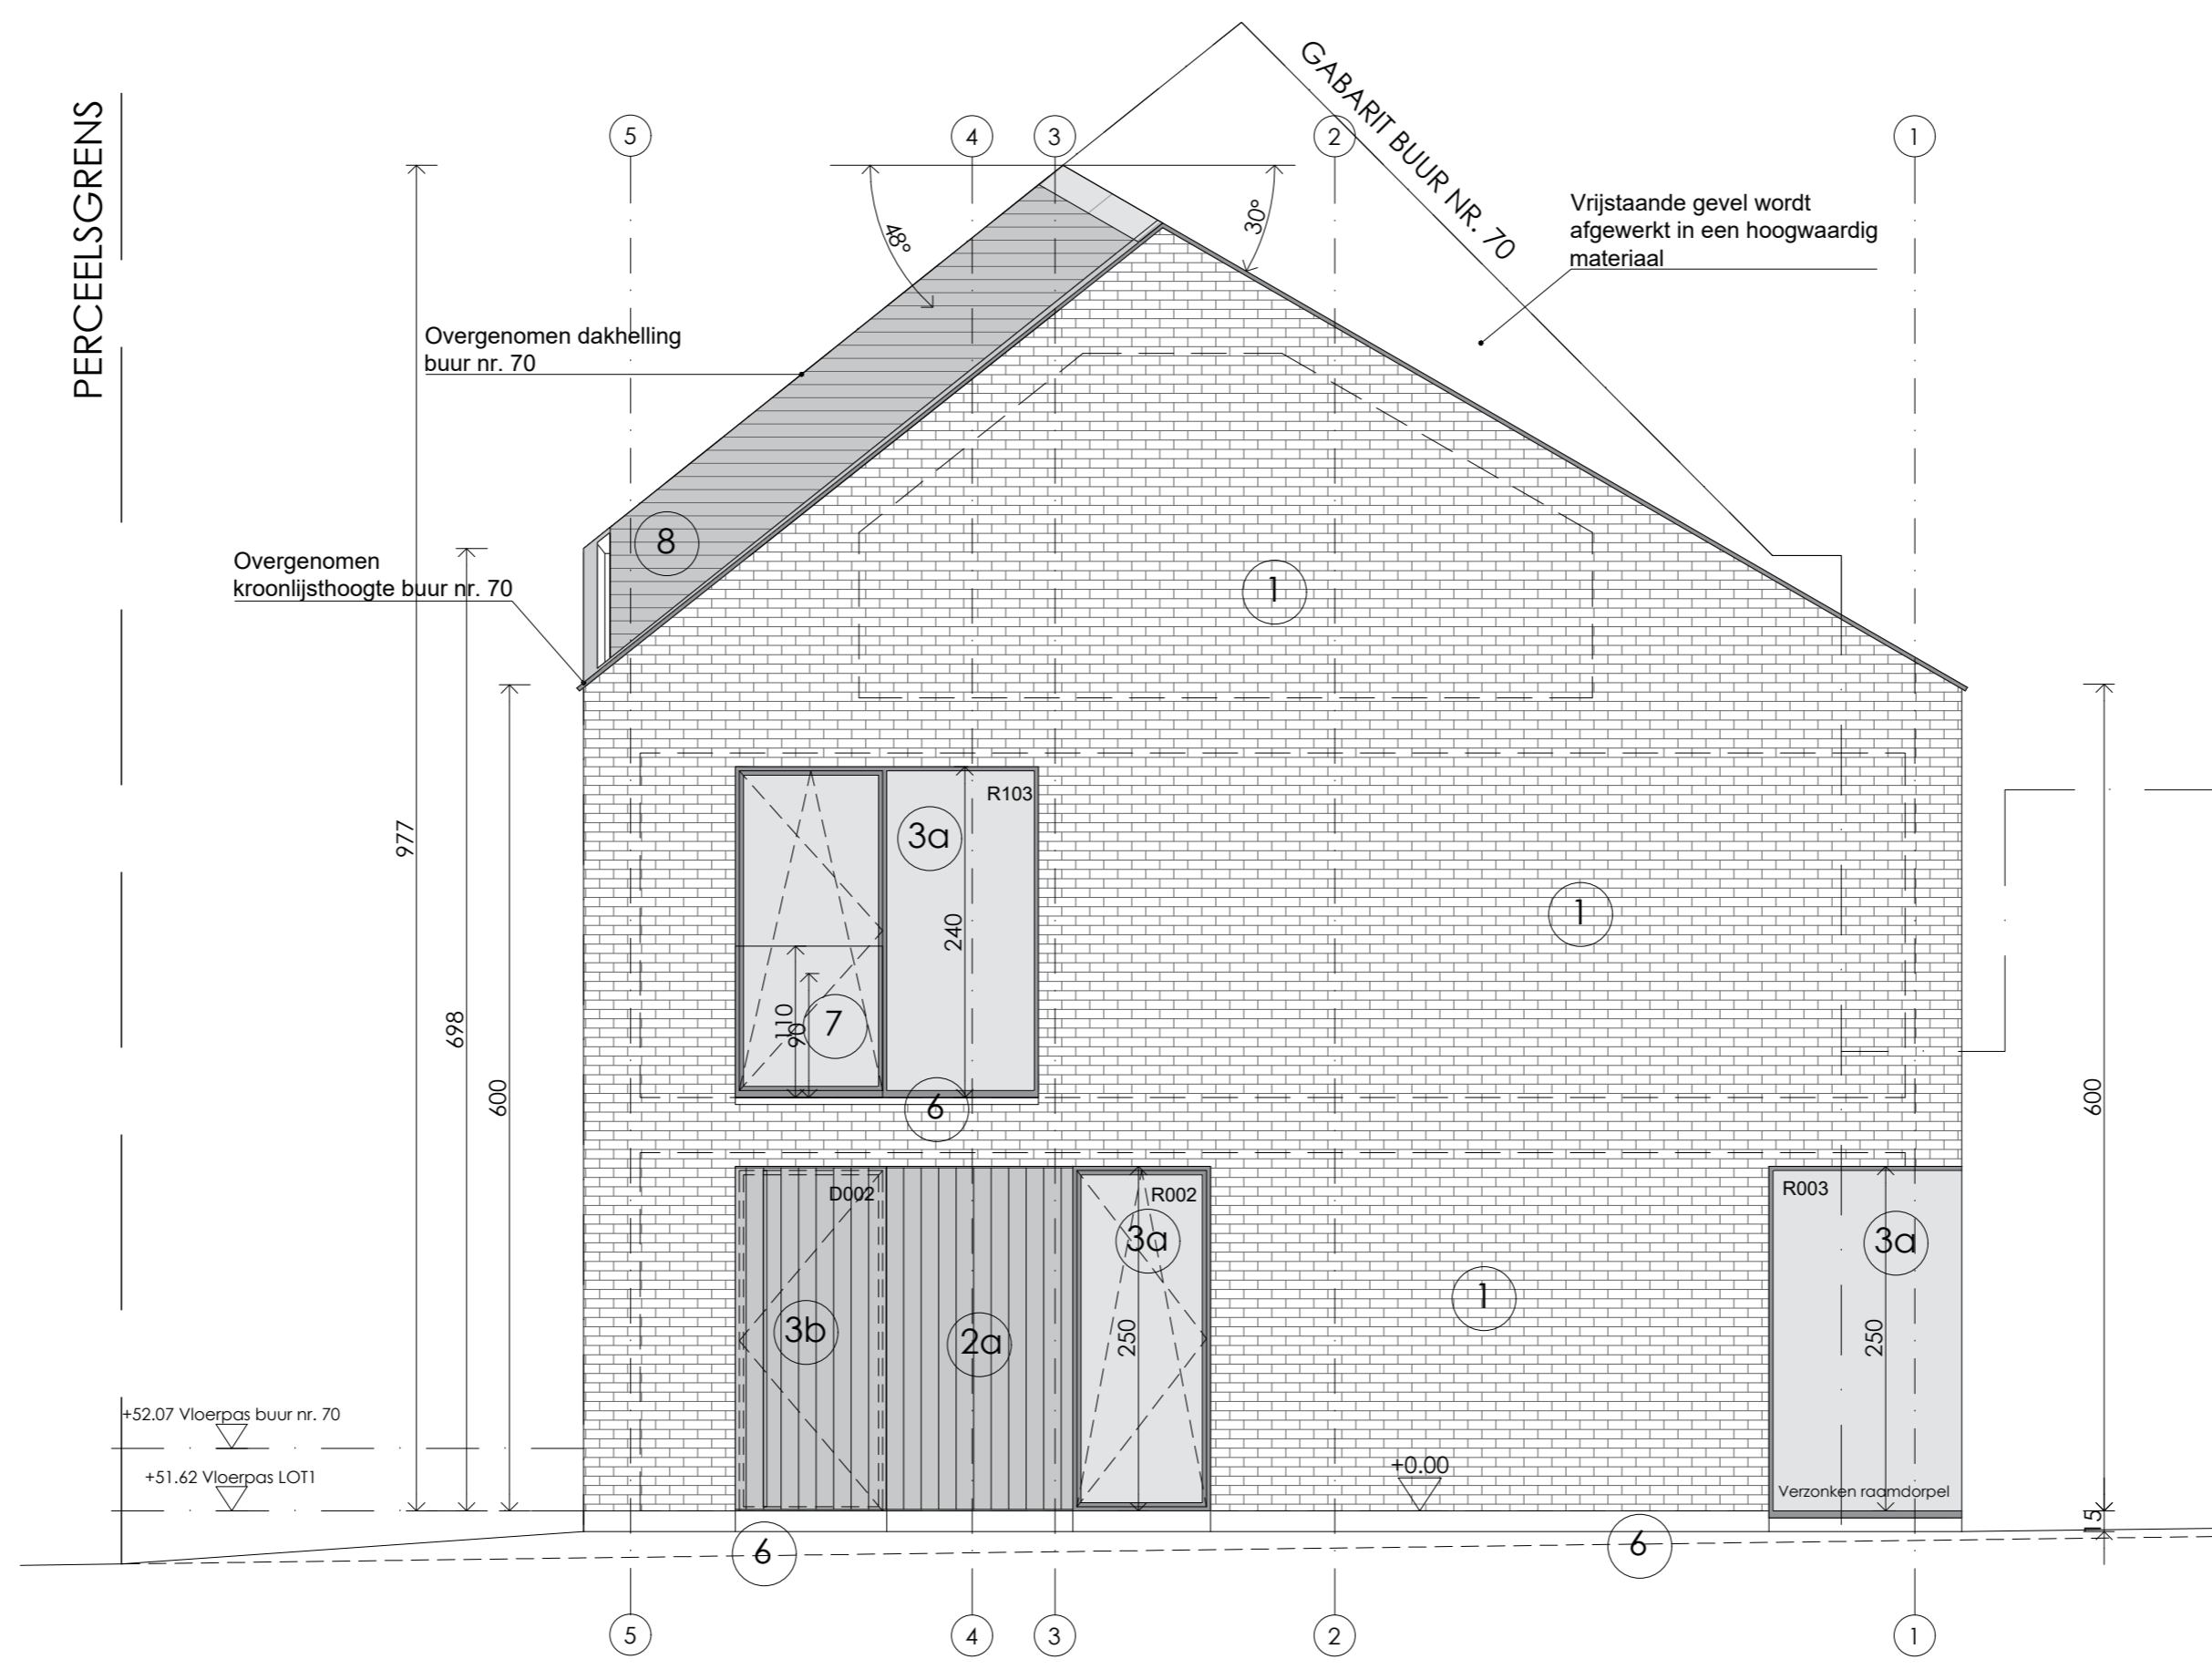 PERCEELSGRENS
GABARIT BUUR NR. 70
5
4
3
2
1
Vrijstaande gevel wordt
afgewerkt in een hoogwaardig
materiaal
48°
30°
Overgenomen dakhelling
buur nr. 70
Overgenomen
kroonlijsthoogte buur nr. 70
8
1
977
698
600
R103
3a
240
1
110
90
7
6
600
D002
R002
R003
3a
3a
3b
2a
250
1
250
+52.07 Vloerpas buur nr. 70
+51.62 Vloerpas LOT1
+0.00
Verzonken raamdorpel
15
6
6
5
4
3
2
1